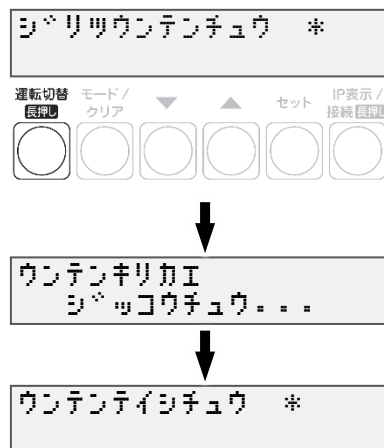 ジリツウンテンチュウ ＊
運転切替
長押し
モード／
クリア
▼
▲
セット
IP表示／
接続 長押し
ウンテンキリカエ
ジッコウチュウ...
ウンテンテイシチュウ ＊